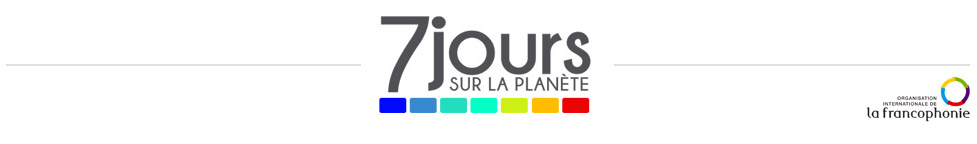 7jours
SUR LA PLANÈTE
ORGANISATION
INTERNATIONALE DE
la francophonie